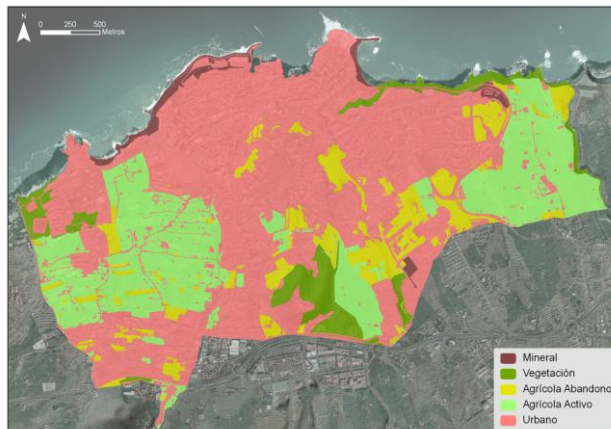 N
0 250 500
Metros
Mineral
Vegetación
Agrícola Abandono
Agrícola Activo
Urbano